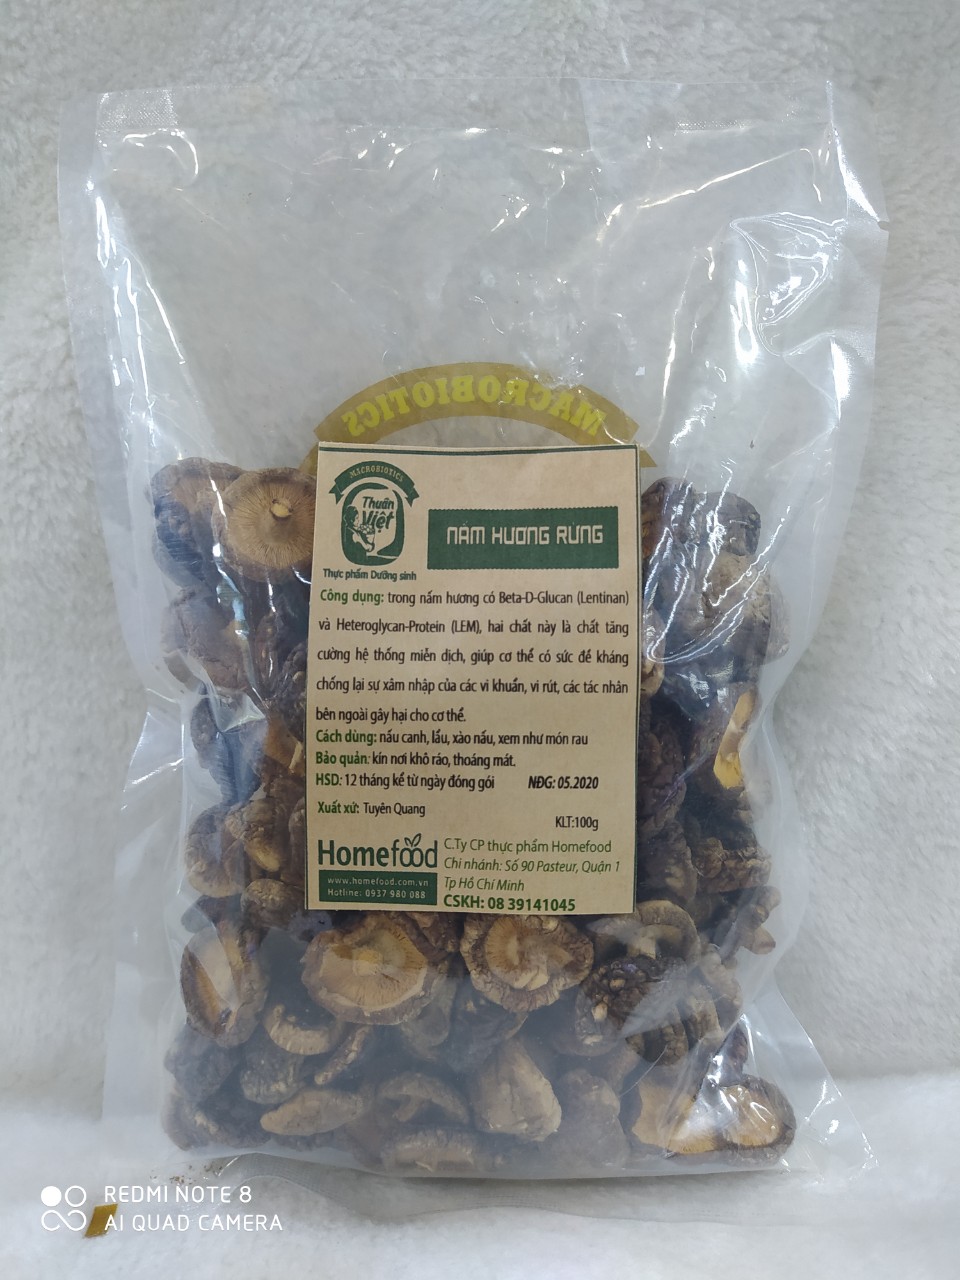 MACROBIOTICS
MACROBIOTICS
Thuần
Việt
Thực phẩm Dưỡng sinh
NẤM HƯƠNG RỪNG
Công dụng: trong nấm hương có Beta-D-Glucan (Lentinan)
và Heteroglycan-Protein (LEM), hai chất này là chất tăng
cường hệ thống miễn dịch, giúp cơ thể có sức đề kháng
chống lại sự xâm nhập của các vi khuẩn, vi rút, các tác nhân
bên ngoài gây hại cho cơ thể.
Cách dùng: nấu canh, lẩu, xào nấu, xem như món rau
Bảo quản: kín nơi khô ráo, thoáng mát.
HSD: 12 tháng kể từ ngày đóng gói NĐG: 05.2020
Xuất xứ: Tuyên Quang
KLT:100g
Homefood
www.homefood.com.vn
Hotline: 0937 980 088
C.Ty CP thực phẩm Homefood
Chi nhánh: Số 90 Pasteur, Quận 1
Tp Hồ Chí Minh
CSKH: 08 39141045
REDMI NOTE 8
AI QUAD CAMERA